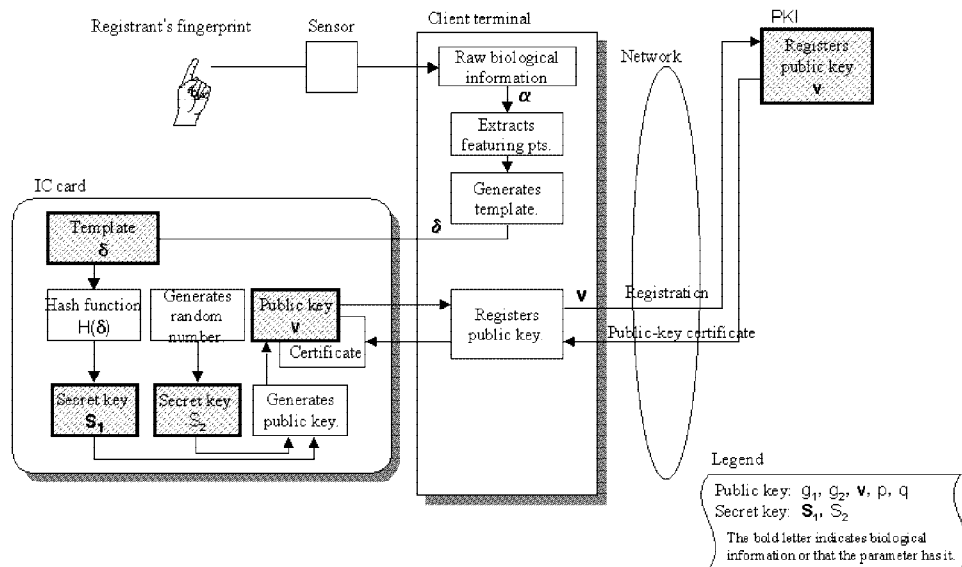 Registrant's fingerprint
Sensor
Client terminal
PKI
Registers
public key
v
Network
Raw biological
information
α
Extracts
featuring pts.
Generates
template.
δ
IC card
Template
δ
Hash function
H(δ)
Generates
random
number.
Public key
v
Certificate
Registers
public key.
v
Registration
Public-key certificate
Secret key
S1
Secret key
S2
Generates
public key.
Legend
Public key: g1, g2, v, p, q
Secret key: S1, S2
The bold letter indicates biological
information or that the parameter has it.